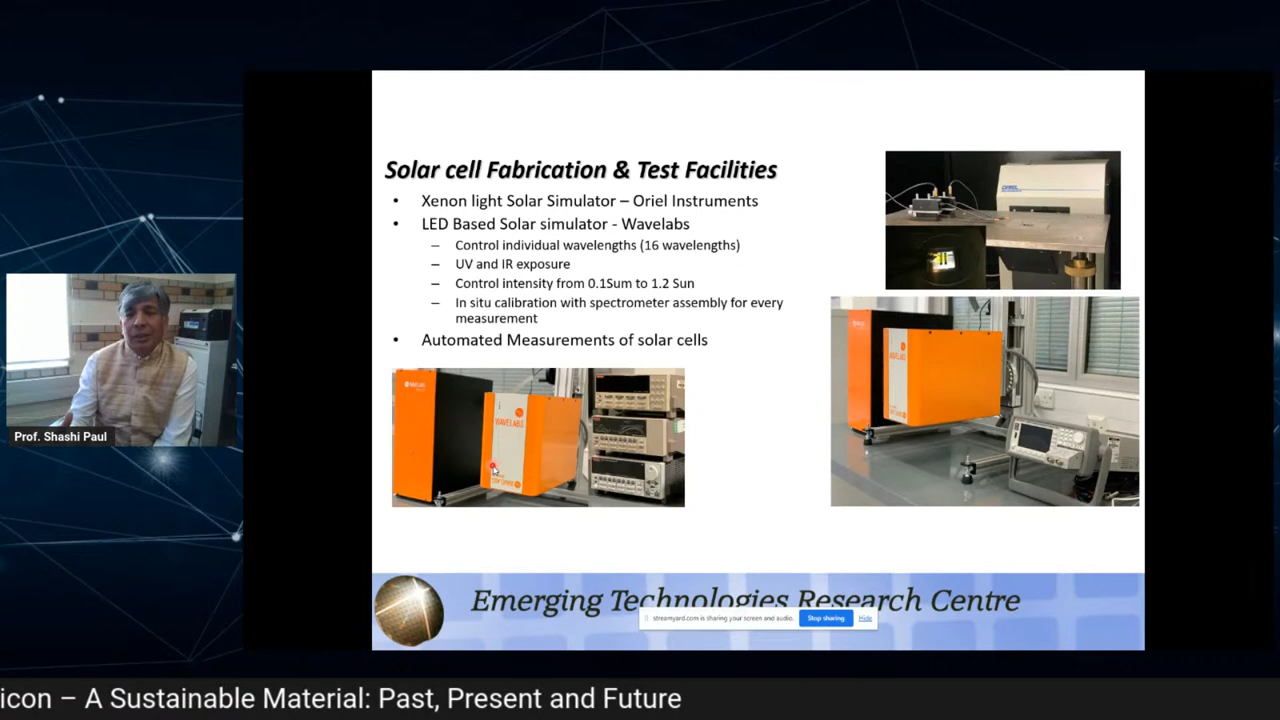 Solar cell Fabrication & Test Facilities
• Xenon light Solar Simulator – Oriel Instruments
• LED Based Solar simulator - Wavelabs
– Control individual wavelengths (16 wavelengths)
– UV and IR exposure
– Control intensity from 0.1Sum to 1.2 Sun
– In situ calibration with spectrometer assembly for every
measurement
• Automated Measurements of solar cells
ORIEL
WAVELABS
WAVELABS
WAVELABS
Prof. Shashi Paul
Emerging Technologies Research Centre
streamyard.com is sharing your screen and audio.
Stop sharing
Hide
icon – A Sustainable Material: Past, Present and Future